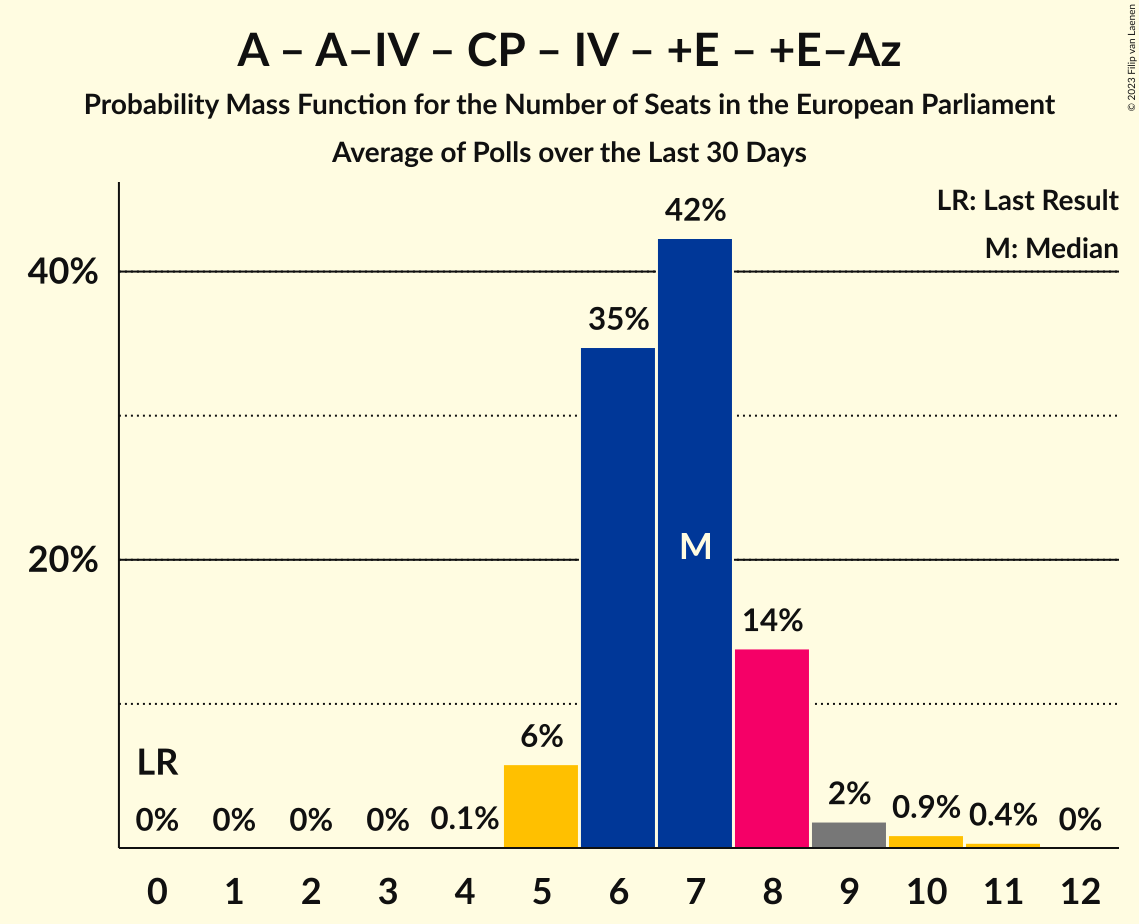 A – A–IV – CP – IV – +E – +E–Az
Probability Mass Function for the Number of Seats in the European Parliament
Average of Polls over the Last 30 Days
© 2023 Filip van Laenen
LR: Last Result
M: Median
40%
20%
LR
M
0% 0% 0% 0% 0.1% 6% 35% 42% 14% 2% 0.9% 0.4% 0%
0 1 2 3 4 5 6 7 8 9 10 11 12